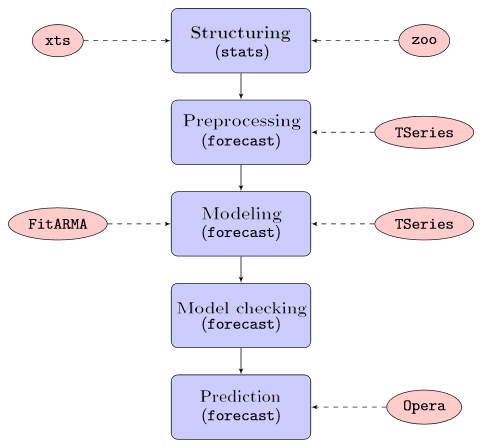 xts
Structuring
(stats)
zoo
Preprocessing
(forecast)
TSeries
FitARMA
Modeling
(forecast)
TSeries
Model checking
(forecast)
Prediction
(forecast)
Opera